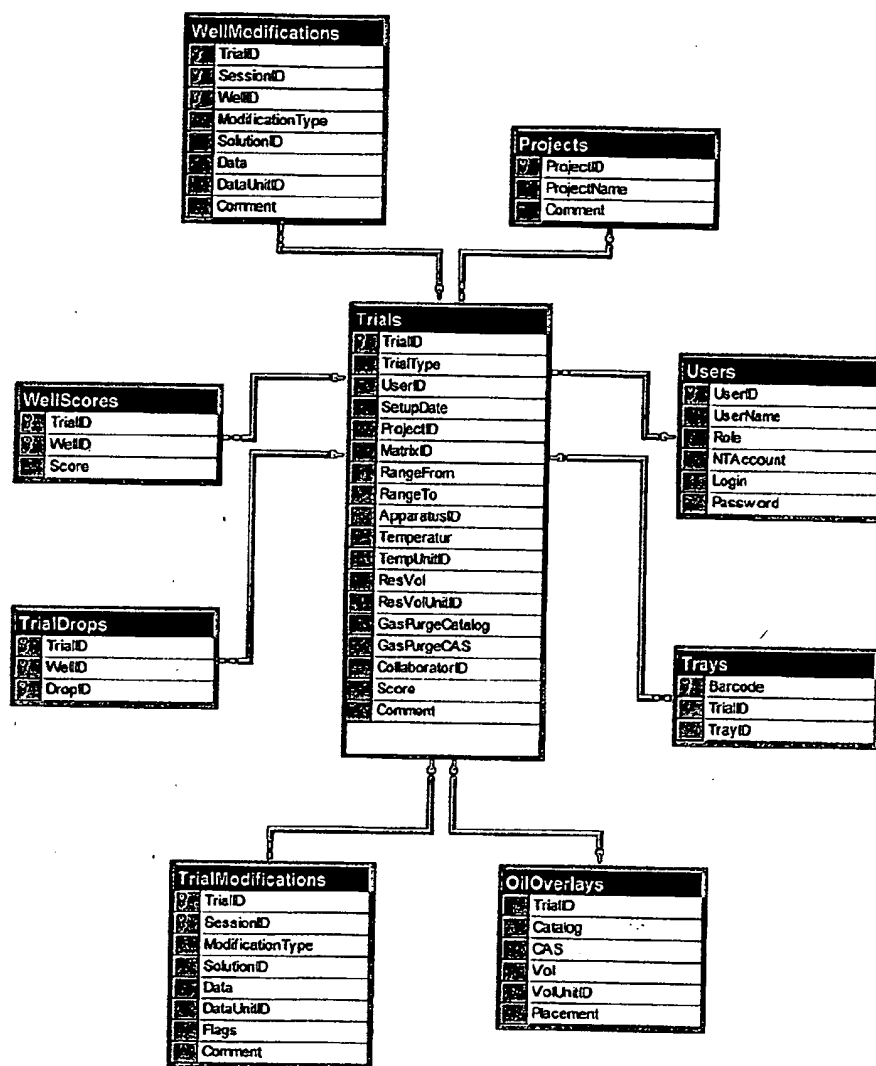 WellModifications
TrialID
SessionID
WellID
ModificationType
SolutionID
Data
DataUnitID
Comment
Projects
ProjectID
ProjectName
Comment
Trials
TrialID
TrialType
UserID
SetupDate
ProjectID
MatrixID
RangeFrom
RangeTo
ApparatusID
Temperatur
TempUnitID
ResVol
ResVolUnitID
GasPurgeCatalog
GasPurgeCAS
CollaboratorID
Score
Comment
WellScores
TrialID
WellID
Score
Users
UserID
UserName
Role
NTAccount
Login
Password
TrialDrops
TrialID
WellID
DropID
Trays
Barcode
TrialID
TrayID
TrialModifications
TrialID
SessionID
ModificationType
SolutionID
Data
DataUnitID
Flags
Comment
OilOverlays
TrialID
Catalog
CAS
Vol
VolUnitID
Placement